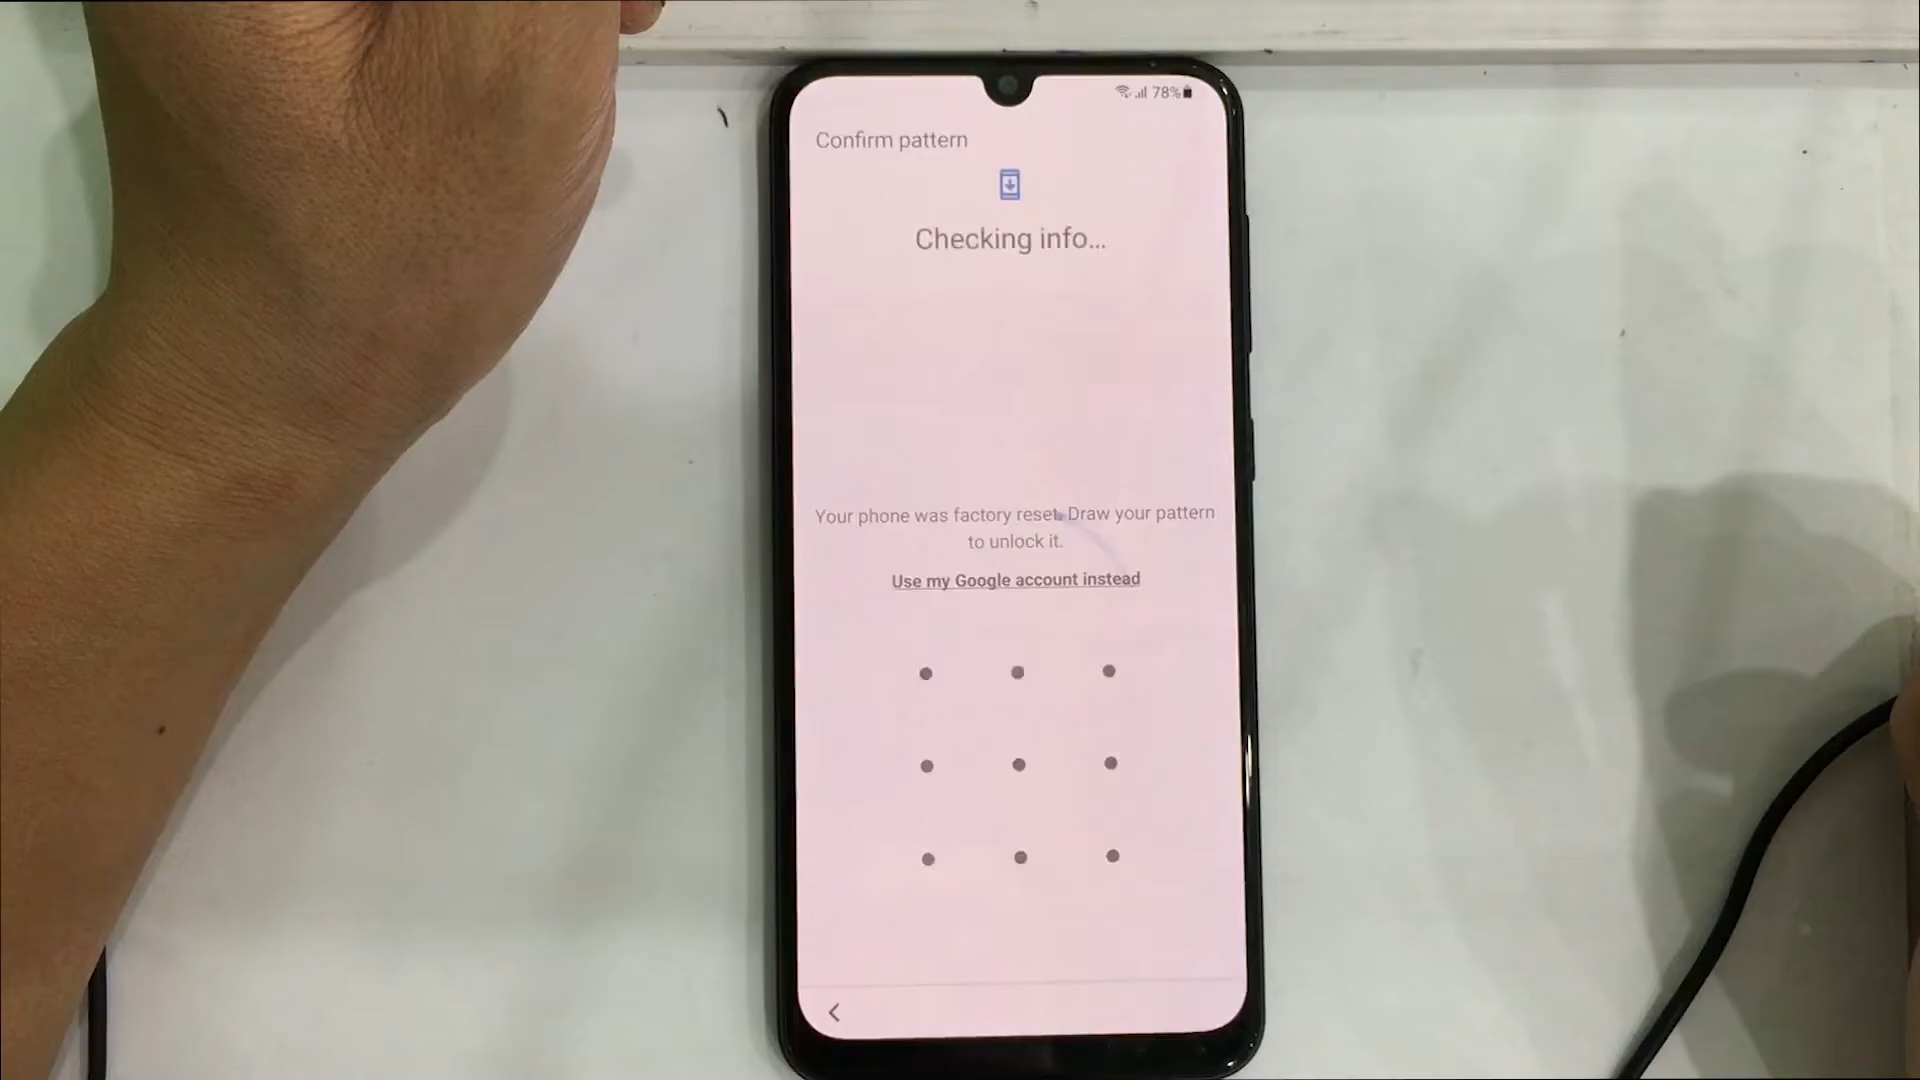 78%
Confirm pattern
Checking info...
Your phone was factory reset. Draw your pattern
to unlock it.
Use my Google account instead